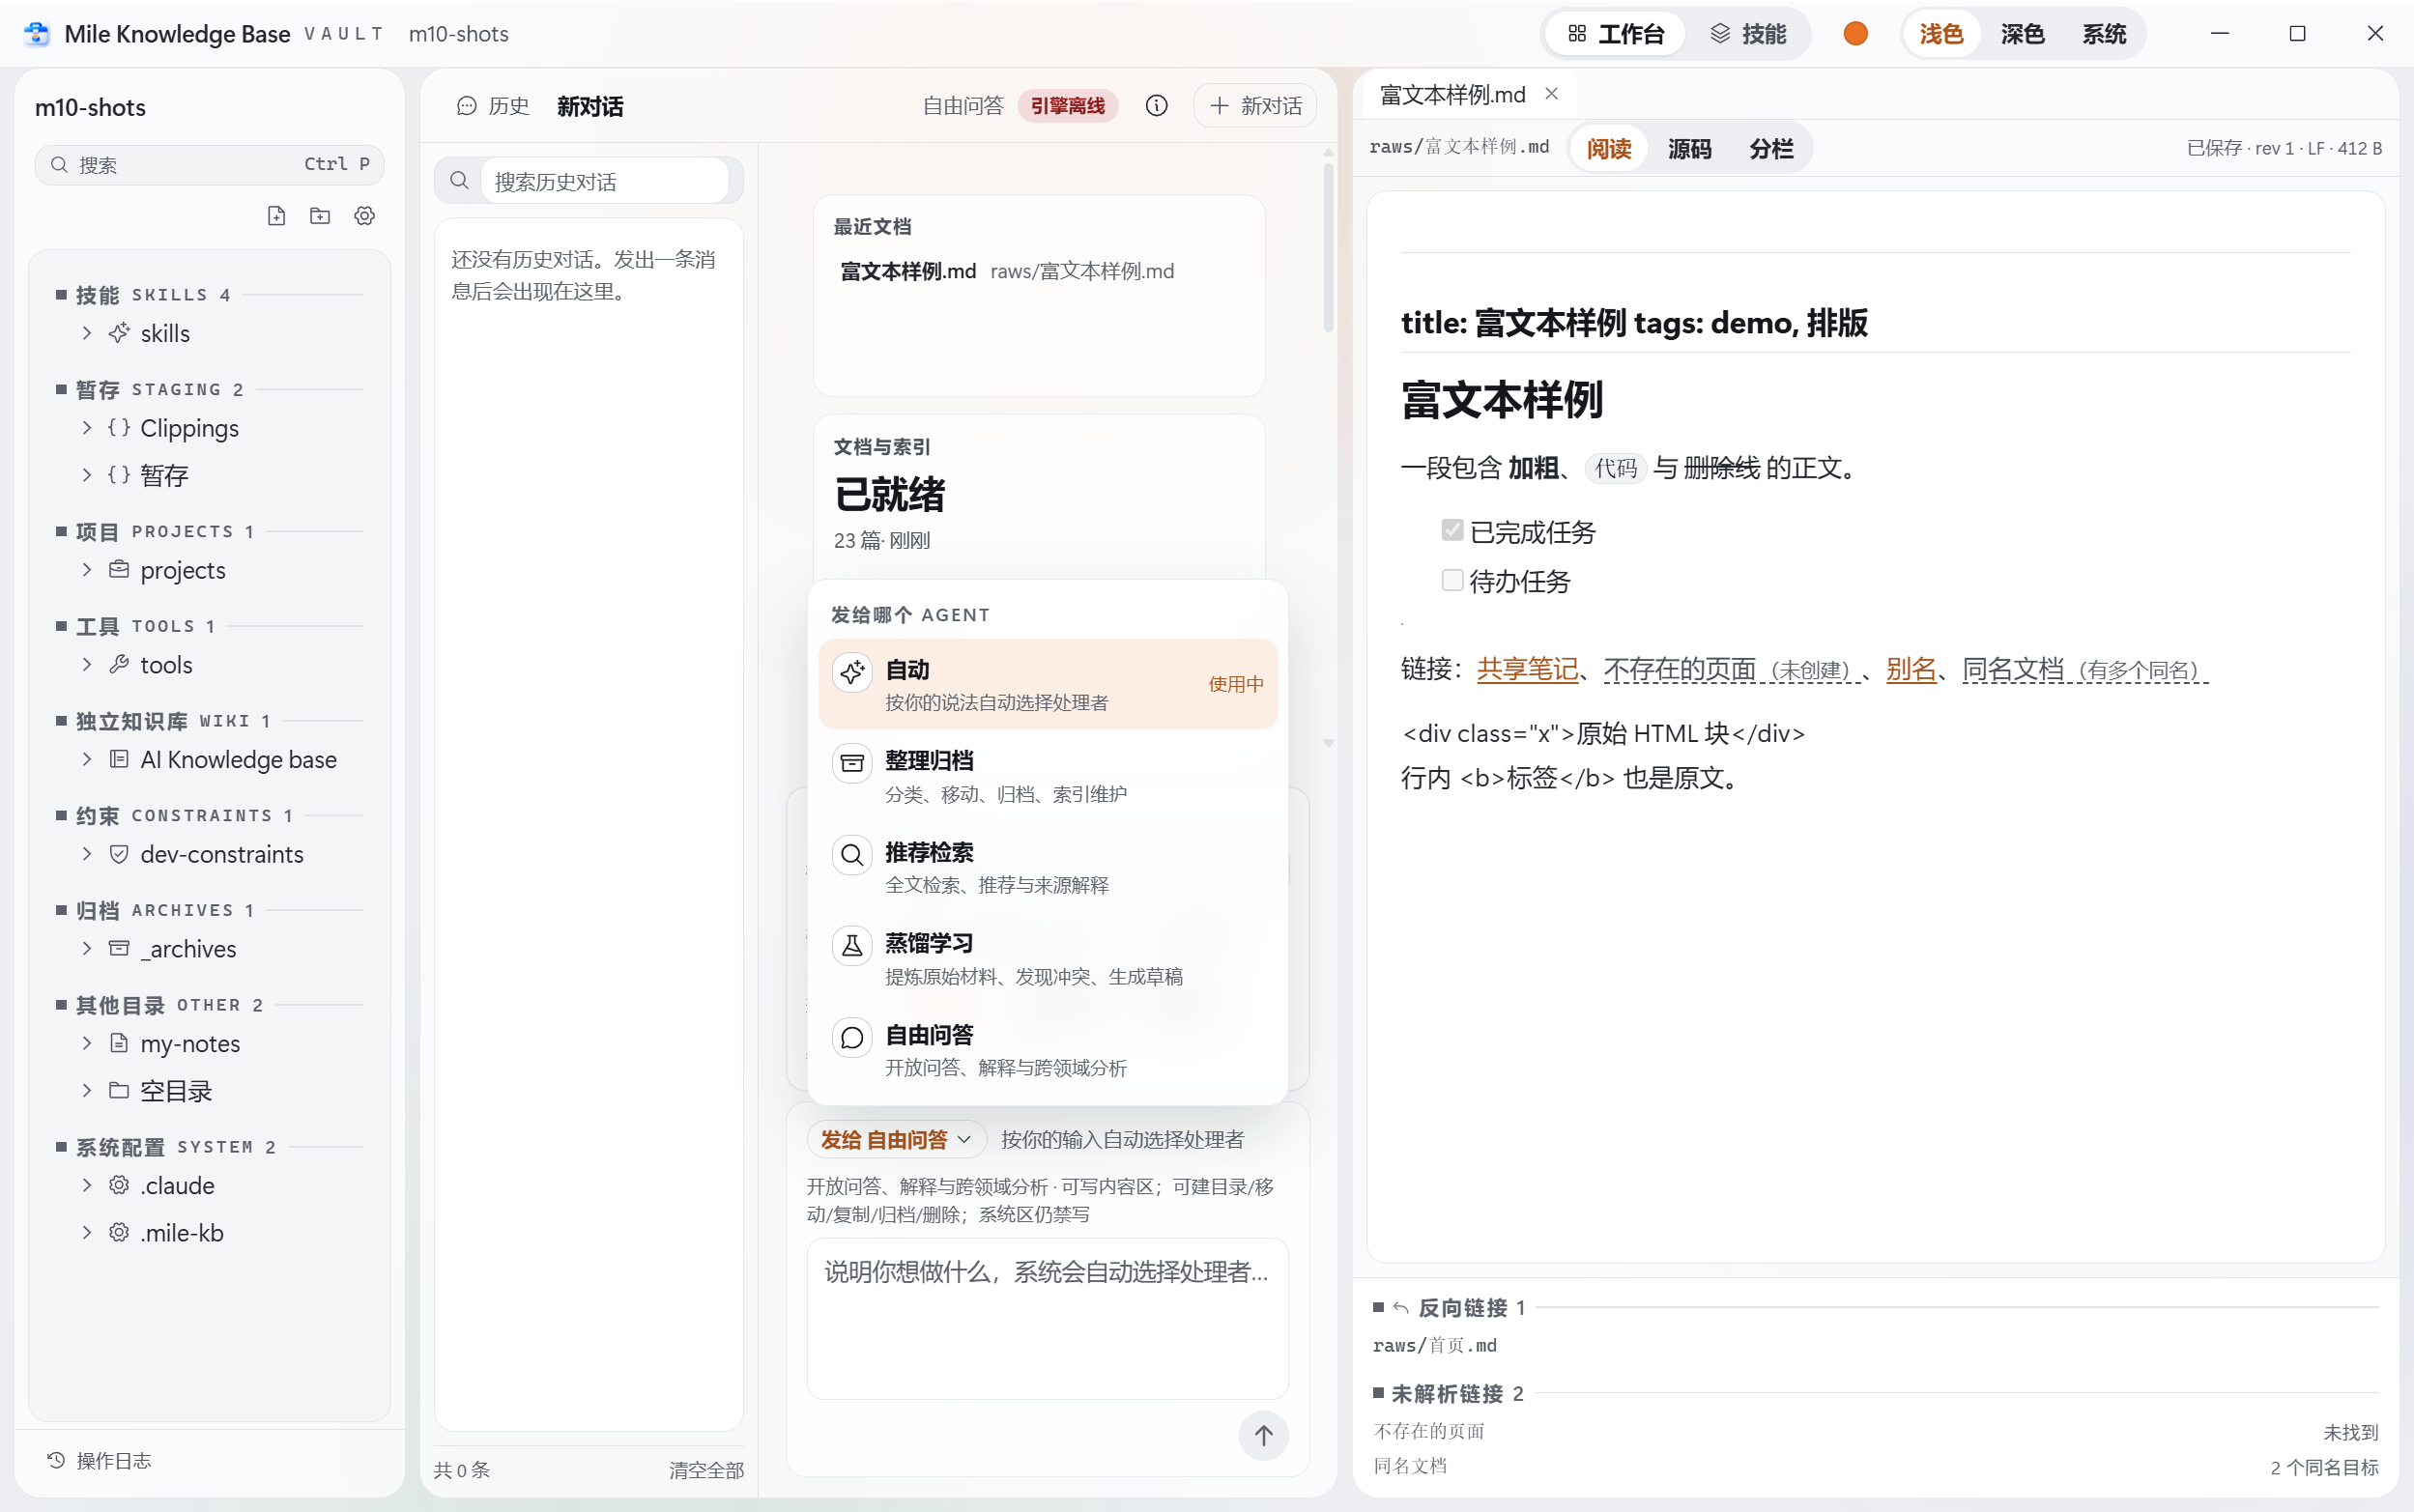 Mile Knowledge Base VAULT m10-shots
工作台 技能 浅色 深色 系统
m10-shots
搜索 Ctrl P
技能 SKILLS 4
skills
暂存 STAGING 2
Clippings
暂存
项目 PROJECTS 1
projects
工具 TOOLS 1
tools
独立知识库 WIKI 1
AI Knowledge base
约束 CONSTRAINTS 1
dev-constraints
归档 ARCHIVES 1
_archives
其他目录 OTHER 2
my-notes
空目录
系统配置 SYSTEM 2
.claude
.mile-kb
操作日志
历史 新对话 自由问答 引擎离线 新对话
搜索历史对话
还没有历史对话。发出一条消
息后会出现在这里。
共 0 条 清空全部
最近文档
富文本样例.md raws/富文本样例.md
文档与索引
已就绪
23 篇· 刚刚
发给哪个 AGENT
自动
按你的说法自动选择处理者
使用中
整理归档
分类、移动、归档、索引维护
推荐检索
全文检索、推荐与来源解释
蒸馏学习
提炼原始材料、发现冲突、生成草稿
自由问答
开放问答、解释与跨领域分析
发给 自由问答 按你的输入自动选择处理者
开放问答、解释与跨领域分析 · 可写内容区；可建目录/移
动/复制/归档/删除；系统区仍禁写
说明你想做什么，系统会自动选择处理者...
富文本样例.md
raws/富文本样例.md 阅读 源码 分栏 已保存 · rev 1 · LF · 412 B
title: 富文本样例 tags: demo, 排版
富文本样例
一段包含 加粗、 代码 与 删除线 的正文。
已完成任务
待办任务
链接：共享笔记、不存在的页面（未创建）、别名、同名文档（有多个同名）
<div class="x">原始 HTML 块</div>
行内 <b>标签</b> 也是原文。
反向链接 1
raws/首页.md
未解析链接 2
不存在的页面 未找到
同名文档 2 个同名目标